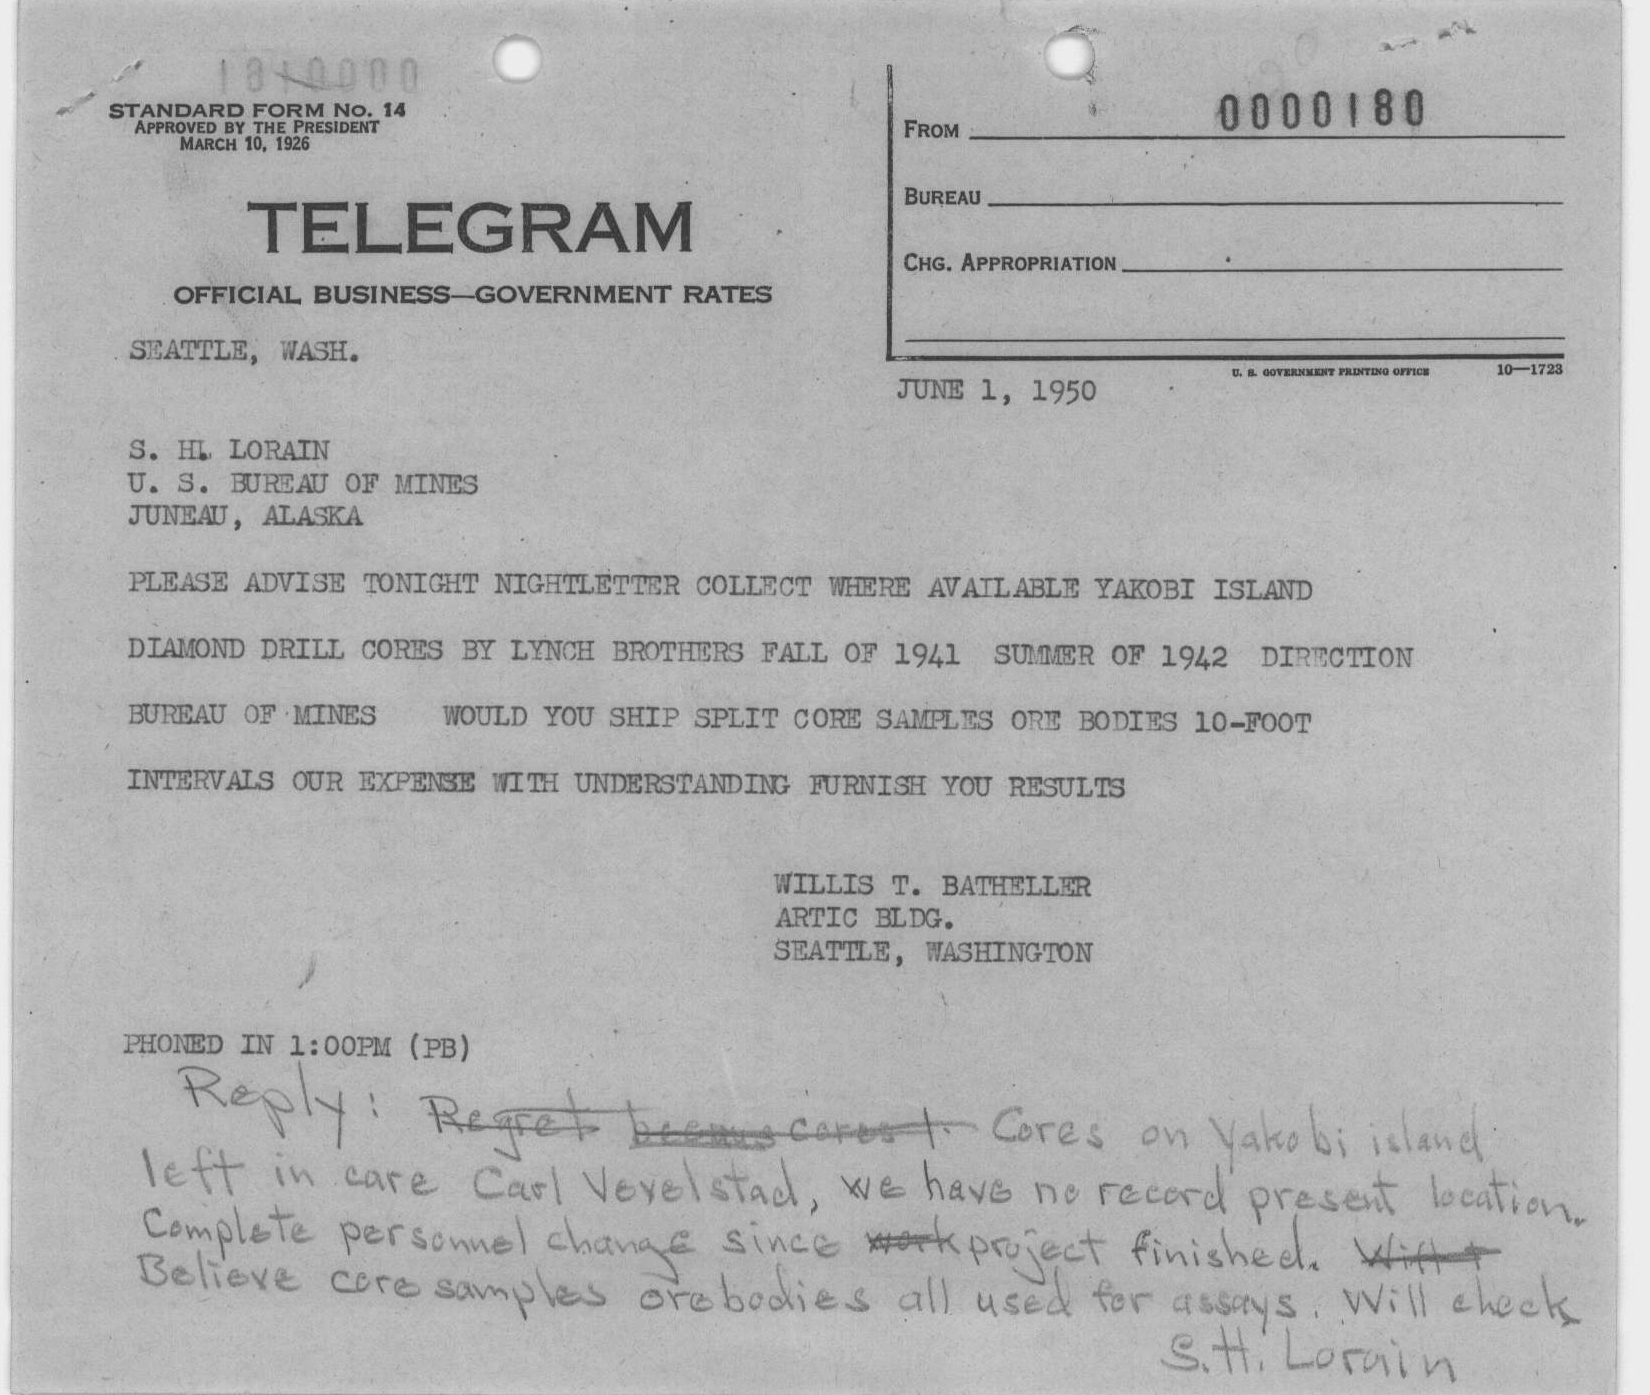 1810000
STANDARD FORM No. 14
APPROVED BY THE PRESIDENT
MARCH 10, 1926
TELEGRAM
OFFICIAL BUSINESS—GOVERNMENT RATES
FROM 0000180
BUREAU
CHG. APPROPRIATION
U. S. GOVERNMENT PRINTING OFFICE 10—1723
SEATTLE, WASH.
JUNE 1, 1950
S. H. LORAIN
U. S. BUREAU OF MINES
JUNEAU, ALASKA
PLEASE ADVISE TONIGHT NIGHTLETTER COLLECT WHERE AVAILABLE YAKOBI ISLAND
DIAMOND DRILL CORES BY LYNCH BROTHERS FALL OF 1941 SUMMER OF 1942 DIRECTION
BUREAU OF MINES WOULD YOU SHIP SPLIT CORE SAMPLES ORE BODIES 10-FOOT
INTERVALS OUR EXPENSE WITH UNDERSTANDING FURNISH YOU RESULTS
WILLIS T. BATHELLER
ARTIC BLDG.
SEATTLE, WASHINGTON
PHONED IN 1:00PM (PB)
Reply: Regret cores Cores on Yakobi island
left in care Carl Vevelstad, we have no record present location.
Complete personnel change since work project finished.
Believe core samples orebodies all used for assays. Will check
S.H. Lorain